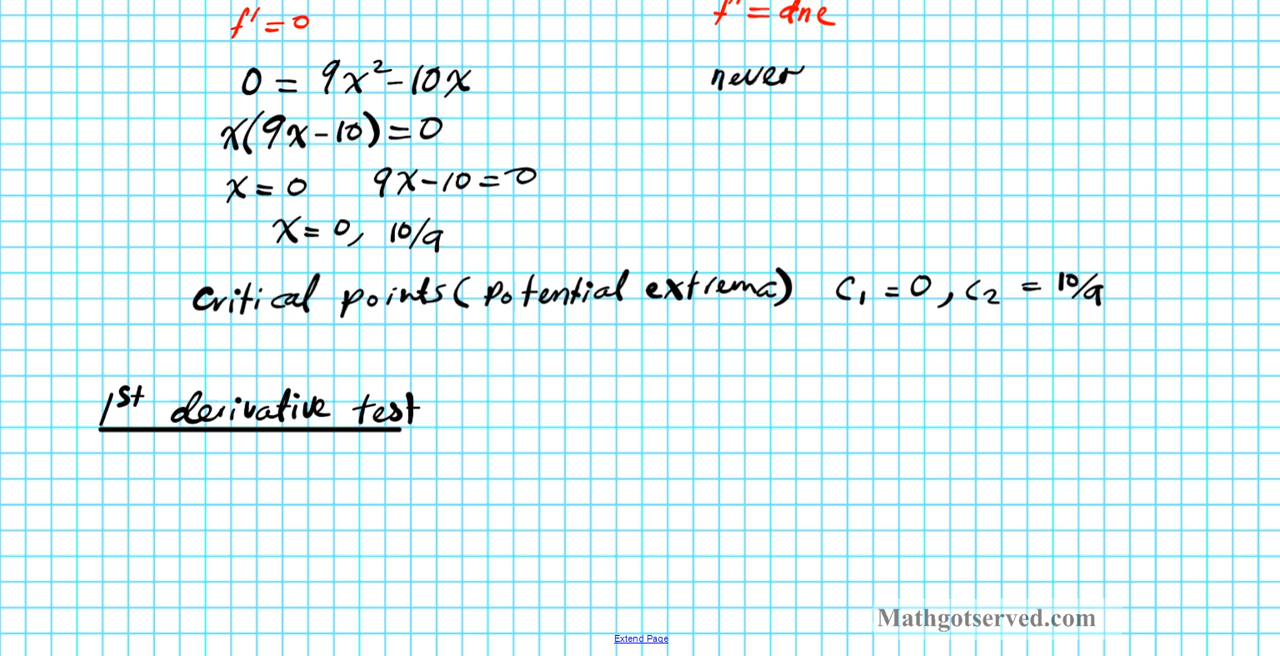 f' = 0
f' = dne
0 = 9x² - 10x
never
x(9x - 10) = 0
x = 0 9x - 10 = 0
x = 0, 10/9
Critical points (Potential extrema) C₁ = 0, C₂ = 10/9
1st derivative test
Mathgotserved.com
Extend Page